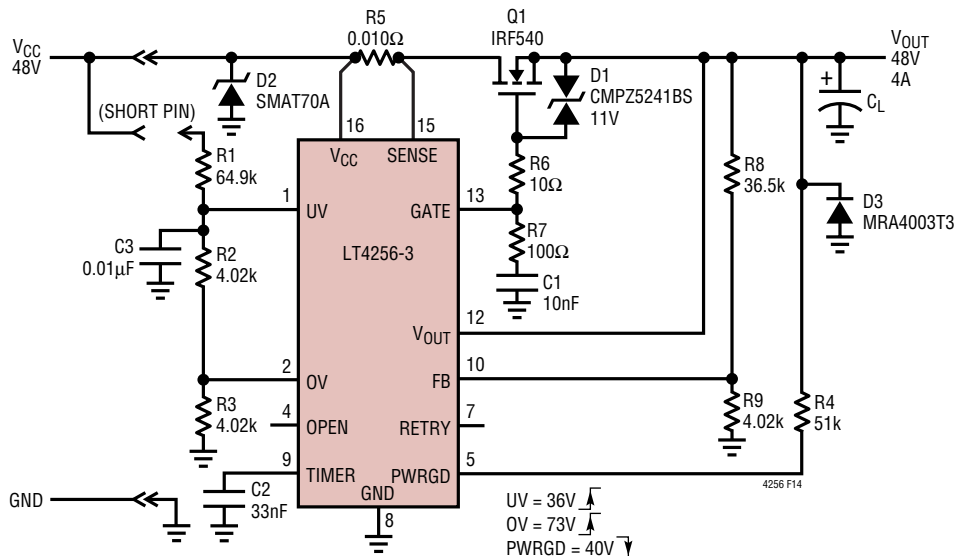 VCC
48V
R5
0.010Ω
Q1
IRF540
VOUT
48V
4A
D2
SMAT70A
D1
CMPZ5241BS
11V
+
CL
(SHORT PIN)
16
15
VCC
SENSE
R1
64.9k
R6
10Ω
R8
36.5k
1
UV
GATE
13
D3
MRA4003T3
C3
0.01µF
R2
4.02k
LT4256-3
R7
100Ω
C1
10nF
VOUT
12
2
OV
FB
10
R3
4.02k
4
OPEN
RETRY
7
R9
4.02k
R4
51k
9
TIMER
PWRGD
5
GND
C2
33nF
GND
8
4256 F14
UV = 36V
OV = 73V
PWRGD = 40V